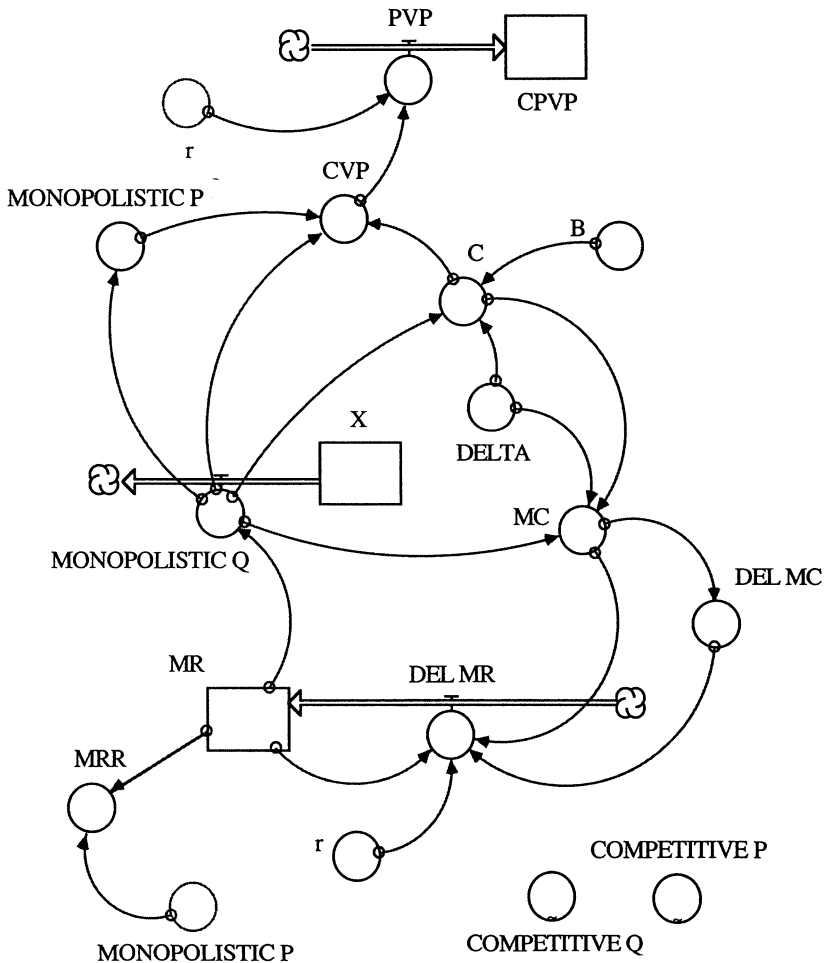 PVP
CPVP
r
CVP
MONOPOLISTIC P
B
C
X
DELTA
MC
MONOPOLISTIC Q
DEL MC
MR
DEL MR
MRR
r
COMPETITIVE P
COMPETITIVE Q
MONOPOLISTIC P